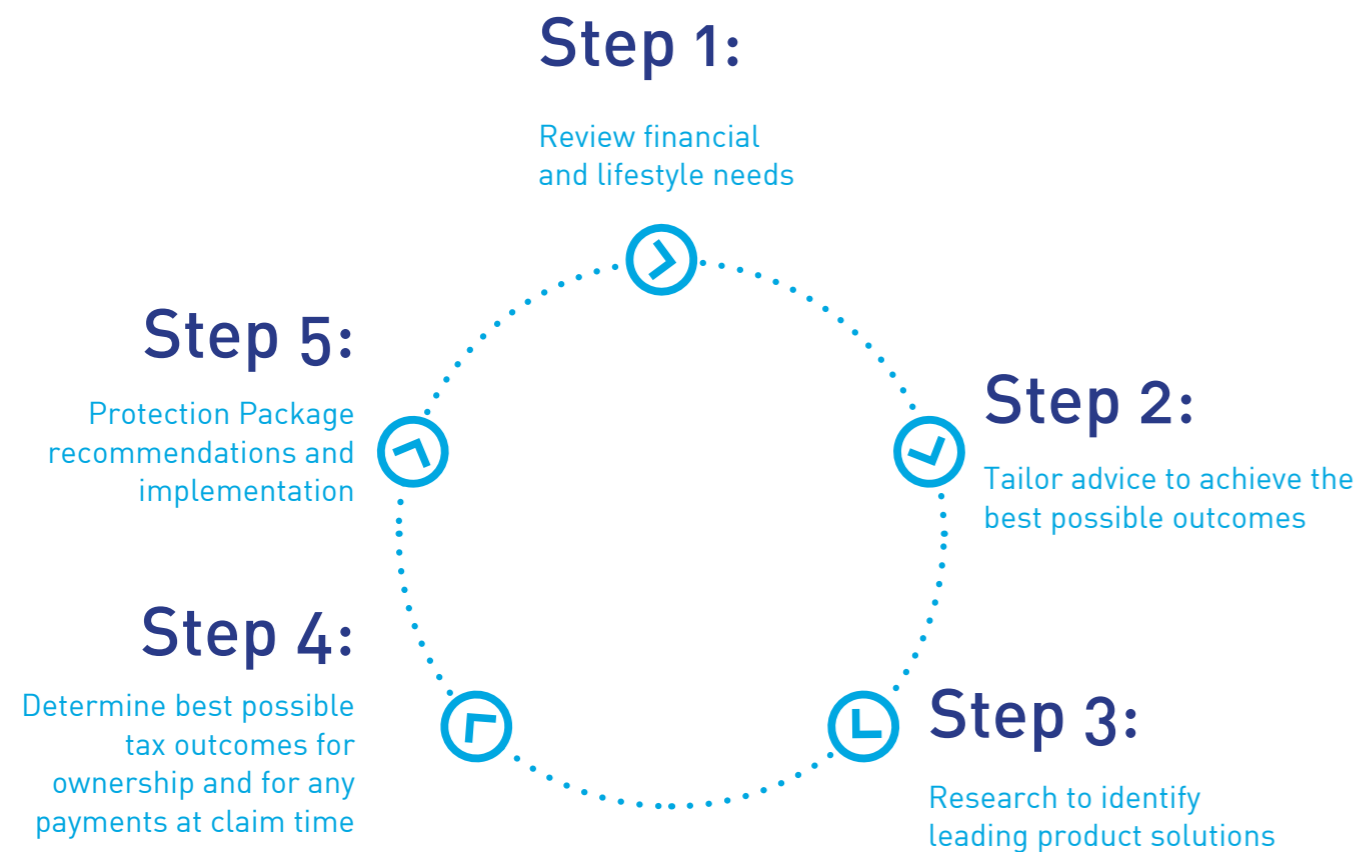 Step 1:
Review financial
and lifestyle needs
Step 2:
Tailor advice to achieve the
best possible outcomes
Step 3:
Research to identify
leading product solutions
Step 4:
Determine best possible
tax outcomes for
ownership and for any
payments at claim time
Step 5:
Protection Package
recommendations and
implementation